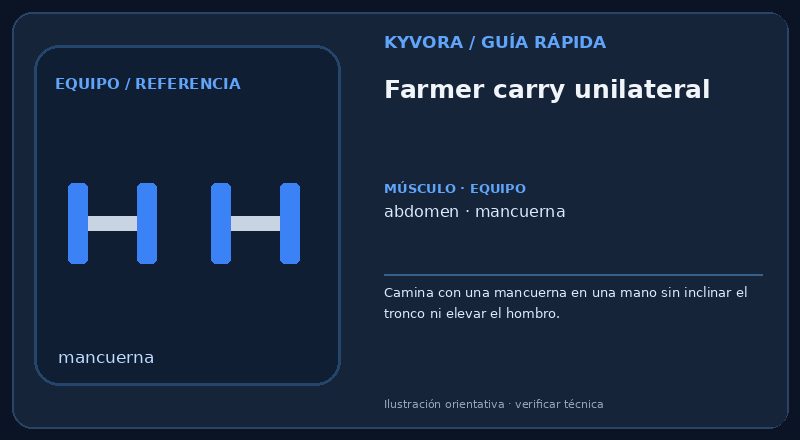 EQUIPO / REFERENCIA
mancuerna
KYVORA / GUÍA RÁPIDA
Farmer carry unilateral
MÚSCULO · EQUIPO
abdomen · mancuerna
Camina con una mancuerna en una mano sin inclinar el
tronco ni elevar el hombro.
Ilustración orientativa · verificar técnica